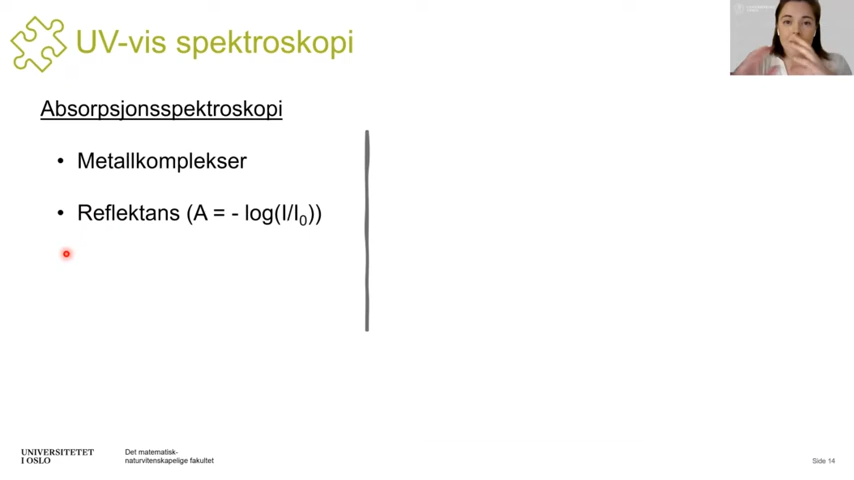 UV-vis spektroskopi
Absorpsjonsspektroskopi
• Metallkomplekser
• Reflektans (A = - log(I/I₀))
UNIVERSITETET
I OSLO
Det matematisk-
naturvitenskapelige fakultet
Side 14